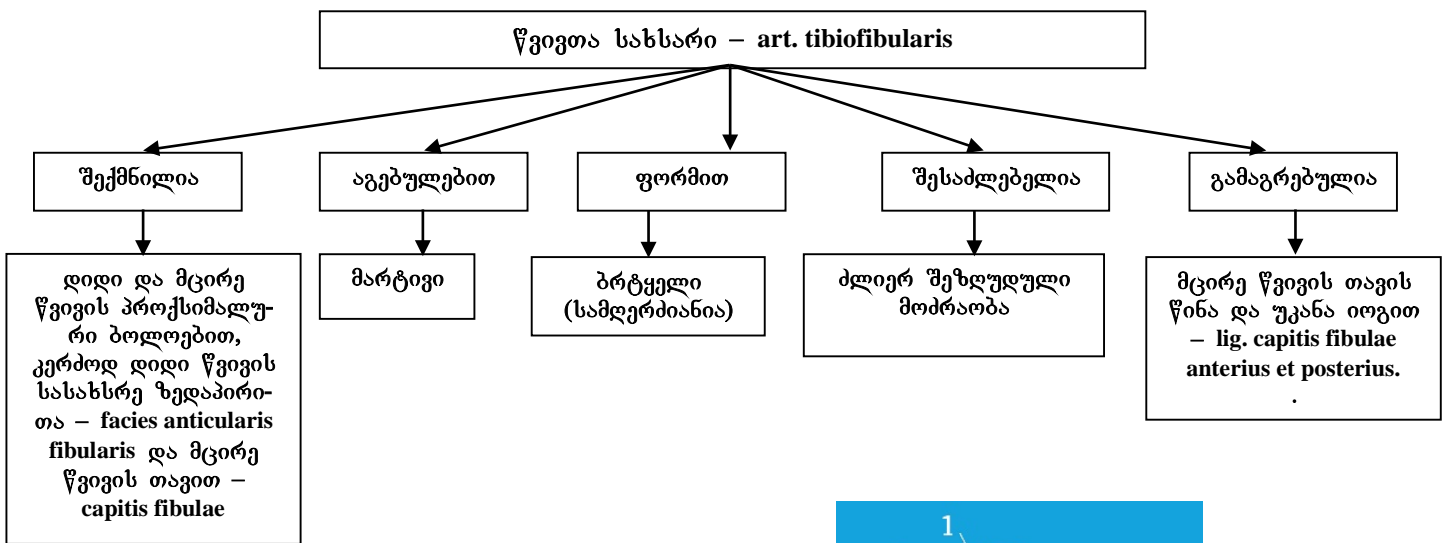 წვივთა სახსარი – art. tibiofibularis
შექმნილია
აგებულებით
ფორმით
შესაძლებელია
გამაგრებულია
დიდი და მცირე
წვივის პროქსიმალუ-
რი ბოლოებით,
კერძოდ დიდი წვივის
სასახსრე ზედაპირი-
თა – facies anticularis
fibularis და მცირე
წვივის თავით –
capitis fibulae
მარტივი
ბრტყელი
(სამღერძიანია)
ძლიერ შეზღუდული
მოძრაობა
მცირე წვივის თავის
წინა და უკანა იოგით
– lig. capitis fibulae
anterius et posterius.
.
1